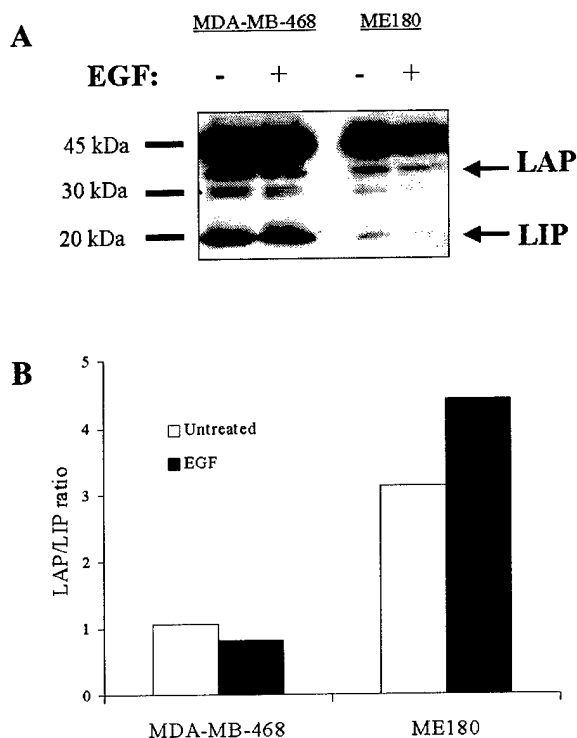 A
MDA-MB-468 ME180
EGF: - + - +
45 kDa
LAP
30 kDa
20 kDa
LIP
B
5
4
3
2
1
0
LAP/LIP ratio
Untreated
EGF
MDA-MB-468 ME180